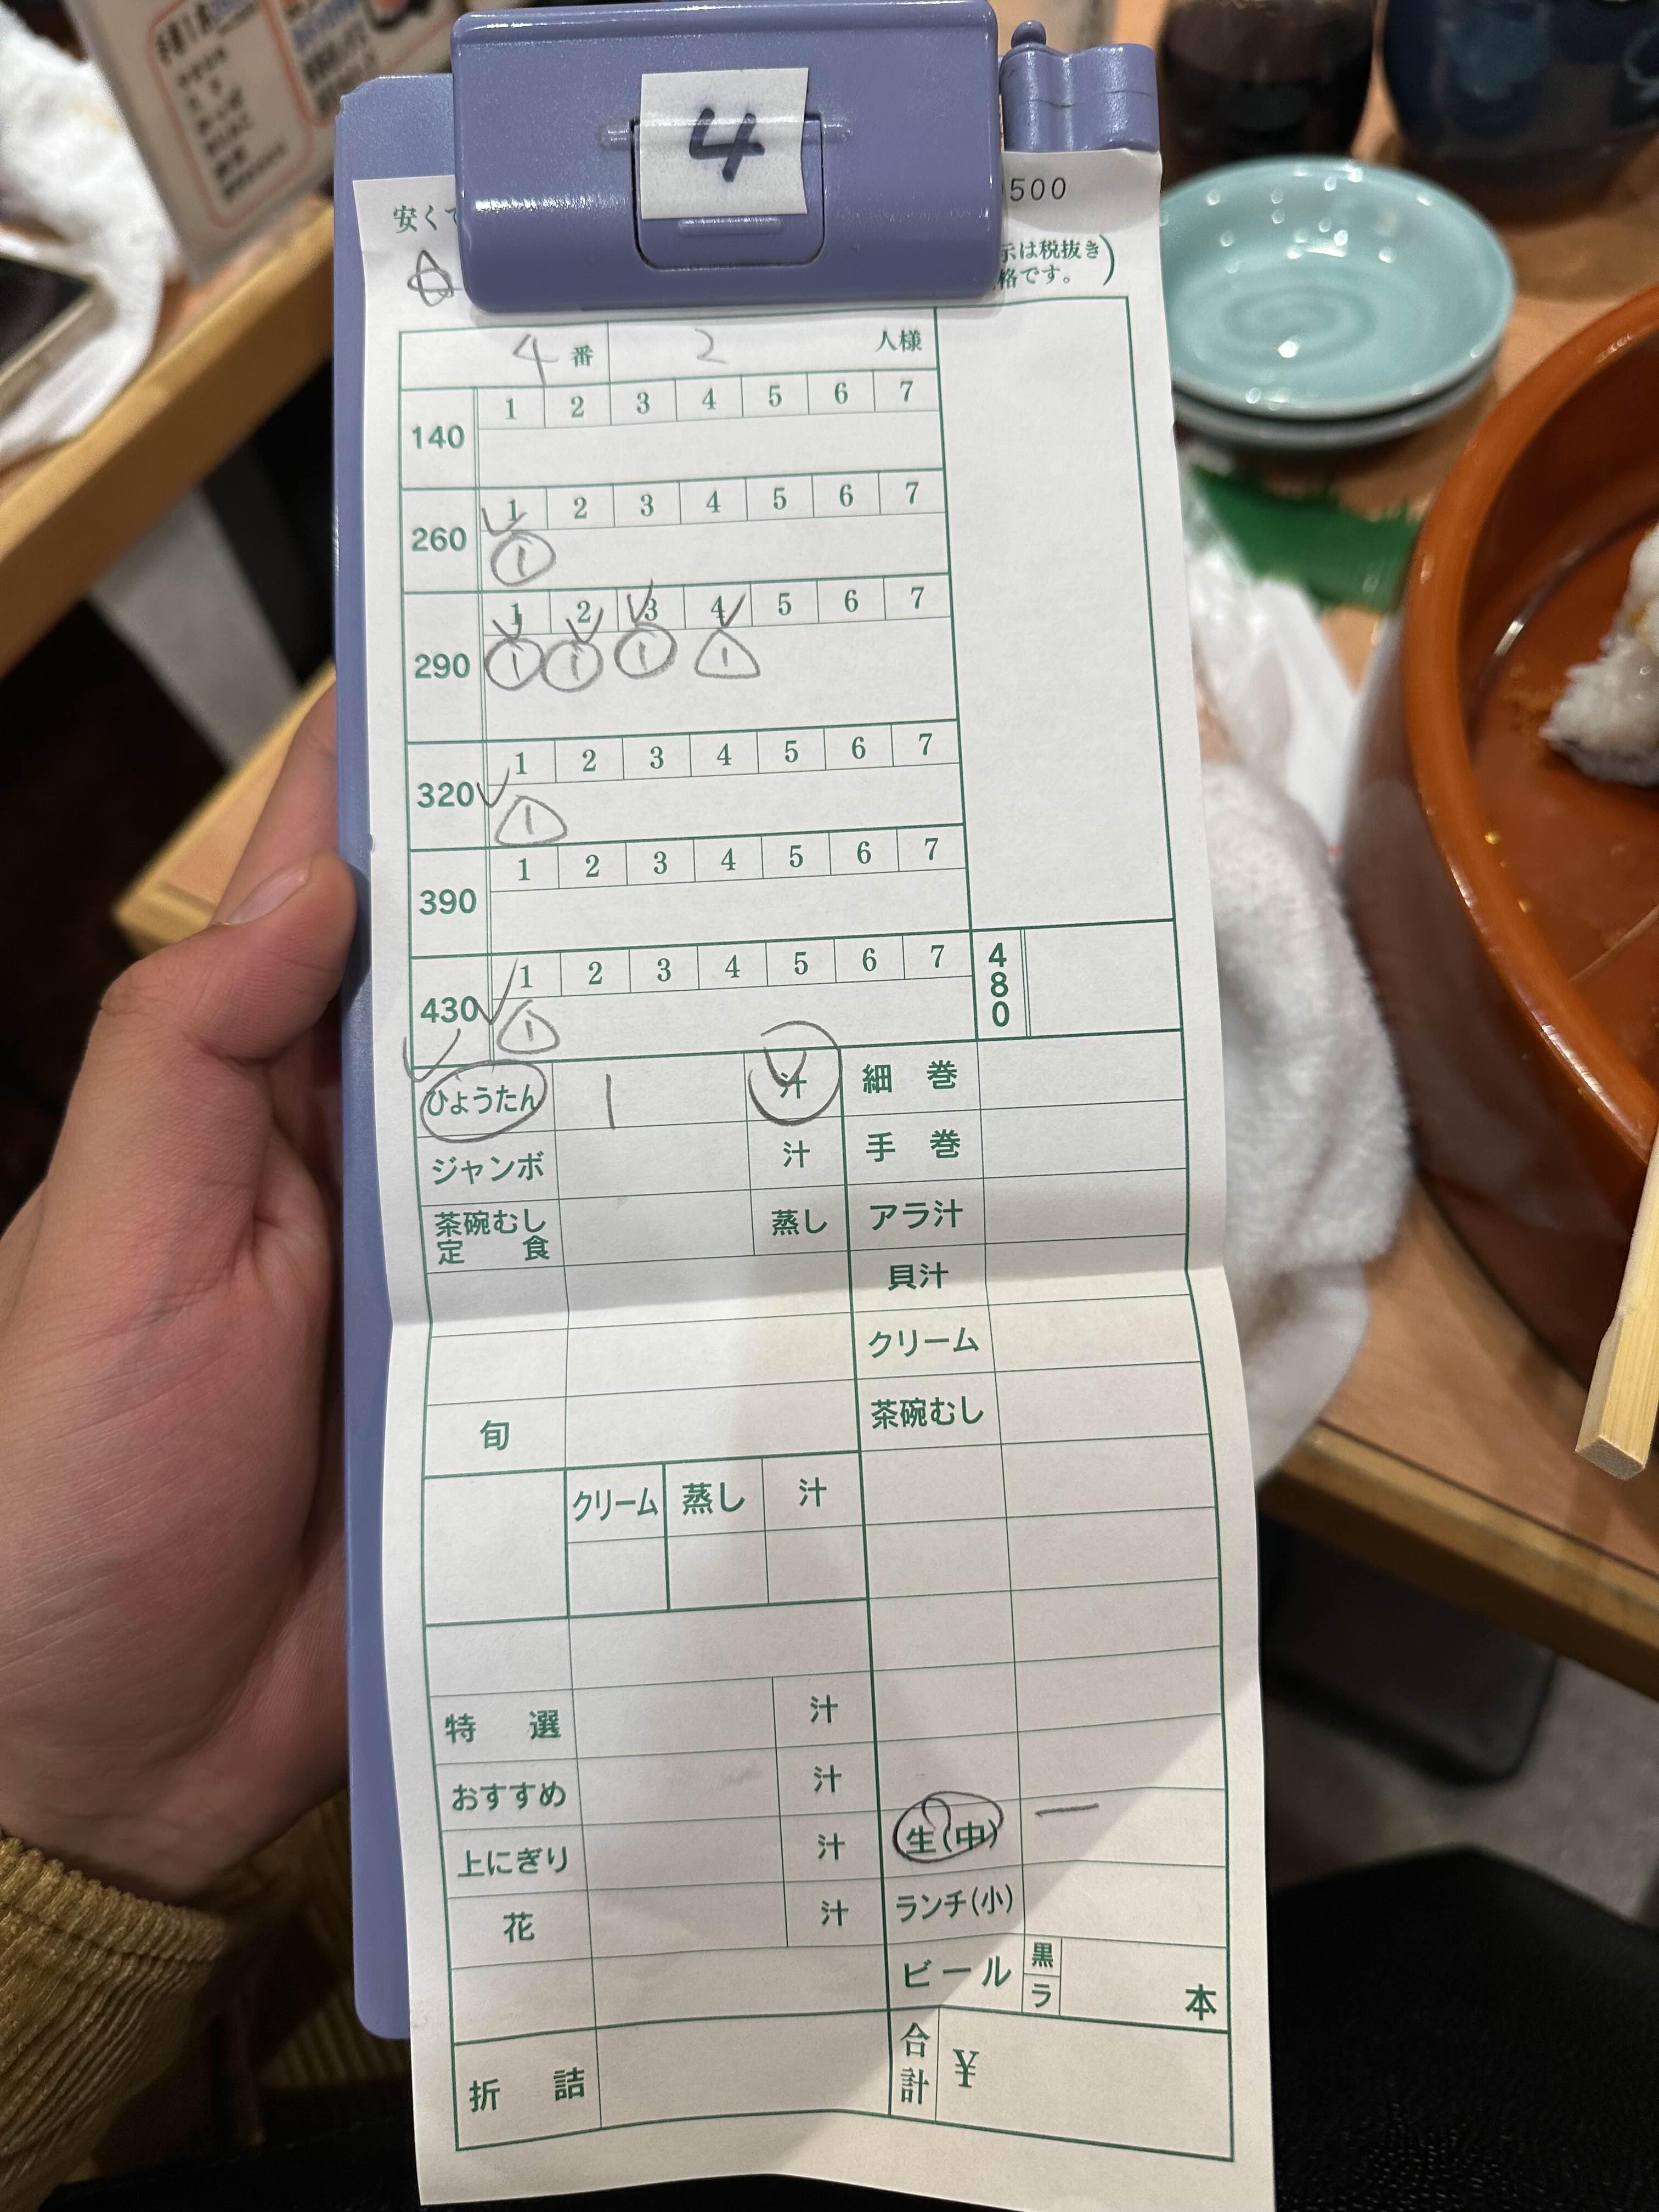 4
500
安くて
示は税抜き
格です。)
4 番 2 人様
140 1 2 3 4 5 6 7
260 1 2 3 4 5 6 7
1
290 1 2 3 4 5 6 7
1 1 1 1
320 1 2 3 4 5 6 7
1
390 1 2 3 4 5 6 7
430 1 2 3 4 5 6 7
1
480
ひょうたん 1 汁
ジャンボ 汁
茶碗むし定食 蒸し
旬
クリーム 蒸し 汁
特選 汁
おすすめ 汁
上にぎり 汁
花 汁
折詰
細巻
手巻
アラ汁
貝汁
クリーム
茶碗むし
生(中) 一
ランチ(小)
ビール 黒 ラ 本
合計 ¥